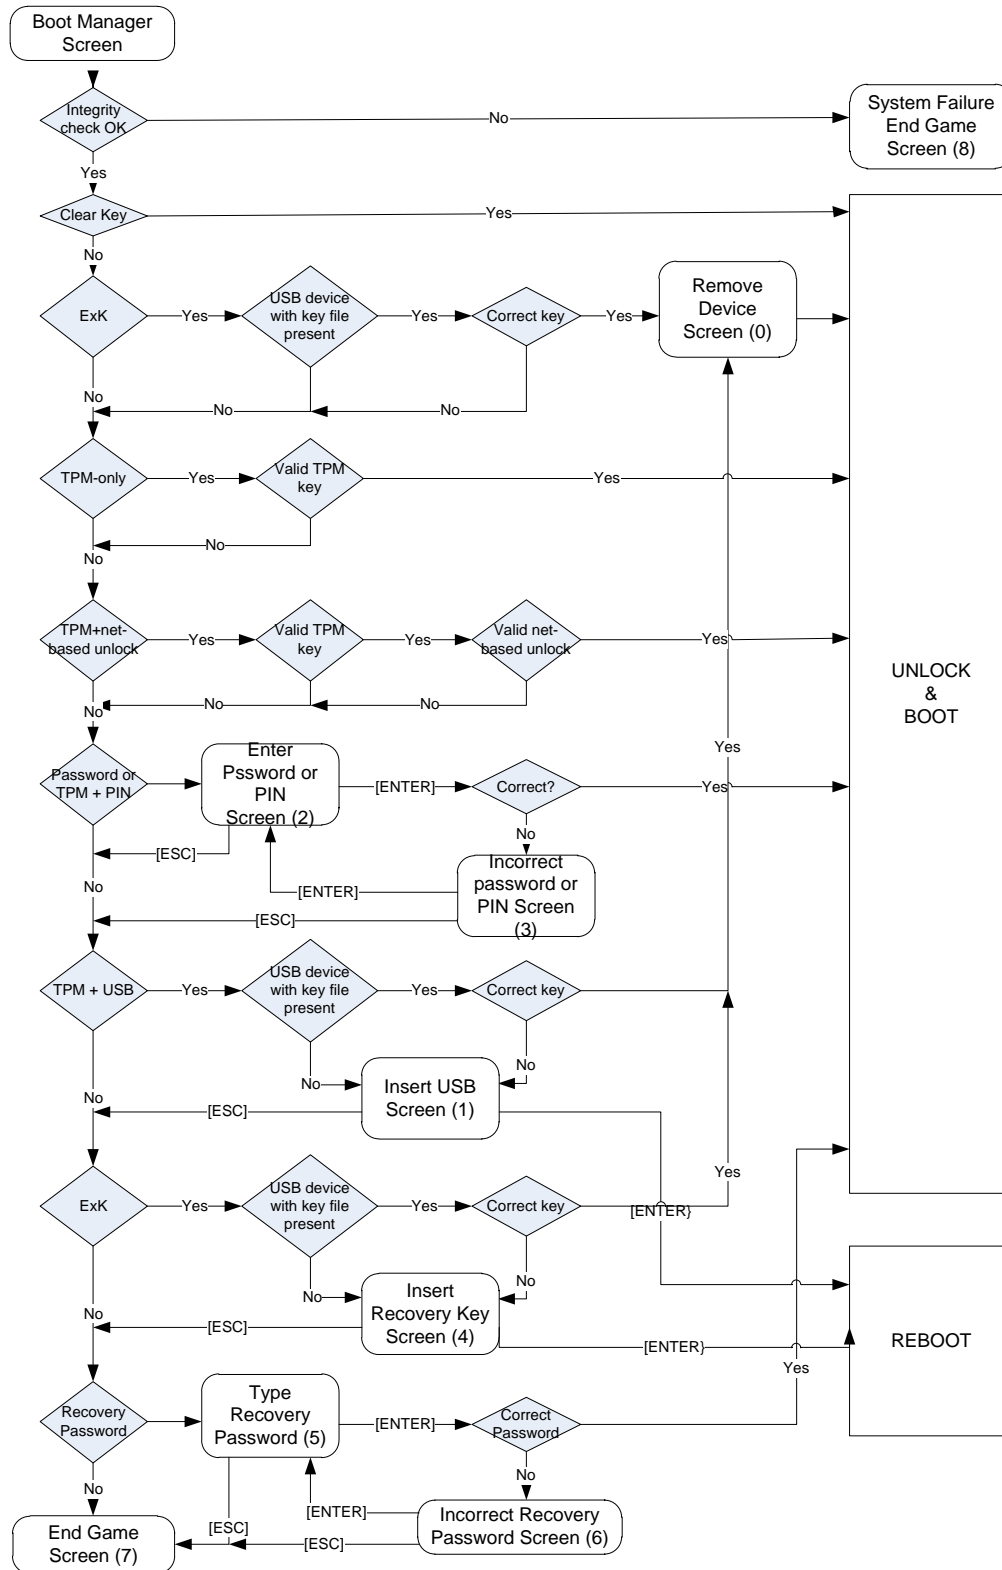 Boot Manager
Screen
Integrity
check OK
No
System Failure
End Game
Screen (8)
Yes
Clear Key
Yes
No
ExK
Yes
USB device
with key file
present
Yes
Correct key
Yes
Remove
Device
Screen (0)
No
No
No
TPM-only
Yes
Valid TPM
key
Yes
No
No
TPM+net-
based unlock
Yes
Valid TPM
key
Yes
Valid net-
based unlock
Yes
UNLOCK
&
BOOT
No
No
No
Password or
TPM + PIN
Enter
Pssword or
PIN
Screen (2)
[ENTER]
Correct?
Yes
Yes
[ESC]
No
Incorrect
password or
PIN Screen
(3)
[ENTER]
No
[ESC]
TPM + USB
Yes
USB device
with key file
present
Yes
Correct key
No
No
Insert USB
Screen (1)
No
[ESC]
ExK
Yes
USB device
with key file
present
Yes
Correct key
Yes
[ENTER}
No
No
Insert
Recovery Key
Screen (4)
No
[ESC]
[ENTER}
REBOOT
Yes
Recovery
Password
Type
Recovery
Password (5)
[ENTER]
Correct
Password
No
No
[ENTER]
Incorrect Recovery
Password Screen (6)
[ESC]
[ESC]
End Game
Screen (7)